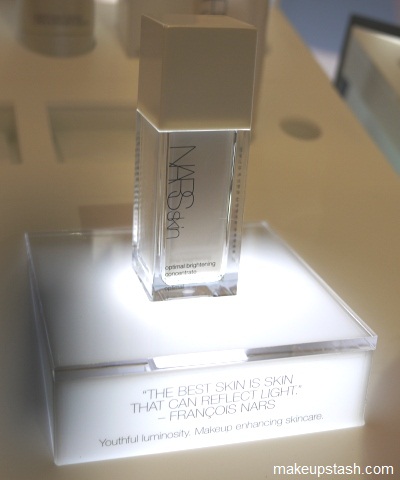 NARSskin
optimal brightening
concentrate
"THE BEST SKIN IS SKIN
THAT CAN REFLECT LIGHT."
– FRANÇOIS NARS
Youthful luminosity. Makeup enhancing skincare.
makeupstash.com